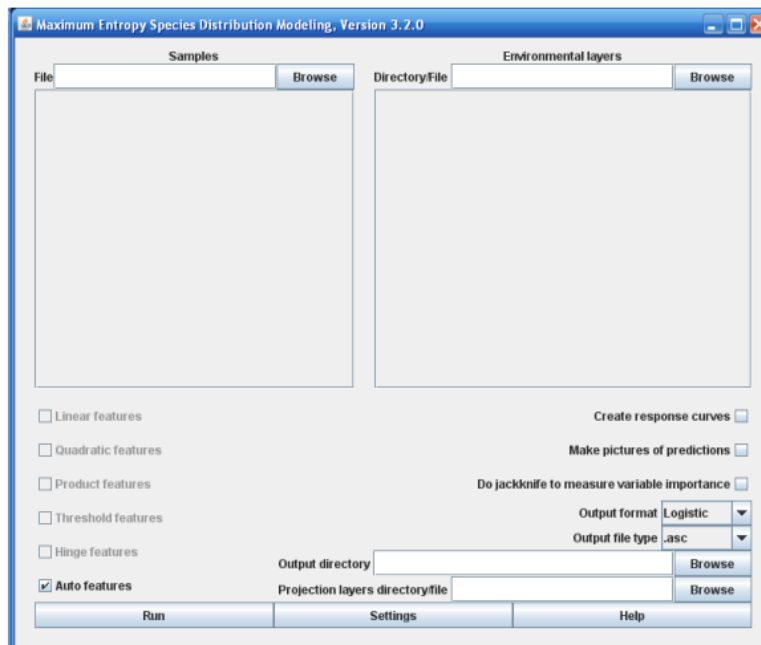 Maximum Entropy Species Distribution Modeling, Version 3.2.0
Samples
Environmental layers
File Browse
Directory/File Browse
Linear features
Quadratic features
Product features
Threshold features
Hinge features
Auto features
Create response curves
Make pictures of predictions
Do jackknife to measure variable importance
Output format Logistic
Output file type .asc
Output directory Browse
Projection layers directory/file Browse
Run Settings Help